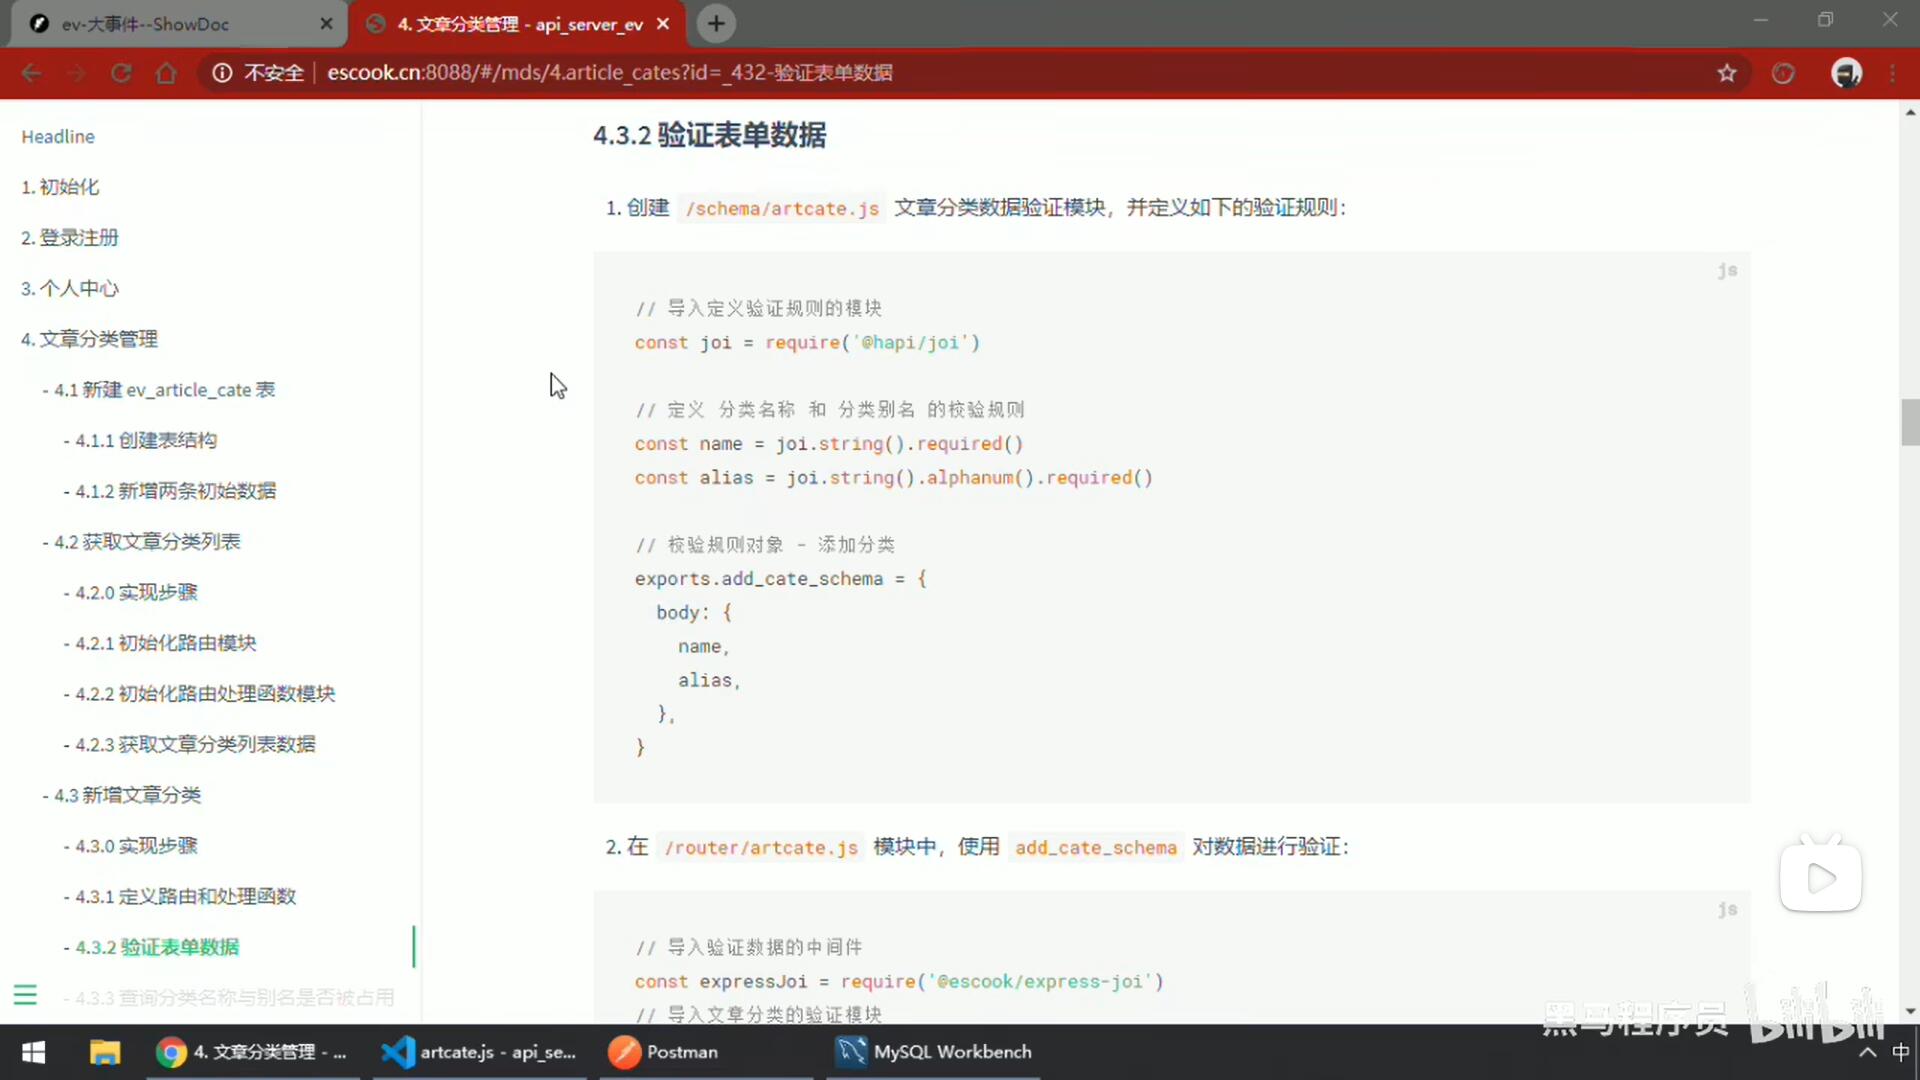 ev-大事件--ShowDoc
4. 文章分类管理 - api_server_ev
不安全
escook.cn:8088/#/mds/4.article_cates?id=_432-验证表单数据
Headline
1. 初始化
2. 登录注册
3. 个人中心
4. 文章分类管理
- 4.1 新建 ev_article_cate 表
- 4.1.1 创建表结构
- 4.1.2 新增两条初始数据
- 4.2 获取文章分类列表
- 4.2.0 实现步骤
- 4.2.1 初始化路由模块
- 4.2.2 初始化路由处理函数模块
- 4.2.3 获取文章分类列表数据
- 4.3 新增文章分类
- 4.3.0 实现步骤
- 4.3.1 定义路由和处理函数
- 4.3.2 验证表单数据
- 4.3.3 查询分类名称与别名是否被占用
4.3.2 验证表单数据
1. 创建 /schema/artcate.js 文章分类数据验证模块，并定义如下的验证规则：
js
// 导入定义验证规则的模块
const joi = require('@hapi/joi')
// 定义 分类名称 和 分类别名 的校验规则
const name = joi.string().required()
const alias = joi.string().alphanum().required()
// 校验规则对象 - 添加分类
exports.add_cate_schema = {
body: {
name,
alias,
},
}
2. 在 /router/artcate.js 模块中，使用 add_cate_schema 对数据进行验证：
js
// 导入验证数据的中间件
const expressJoi = require('@escook/express-joi')
// 导入文章分类的验证模块
黑马程序员 bilibili
4. 文章分类管理 - ...
artcate.js - api_se...
Postman
MySQL Workbench
中